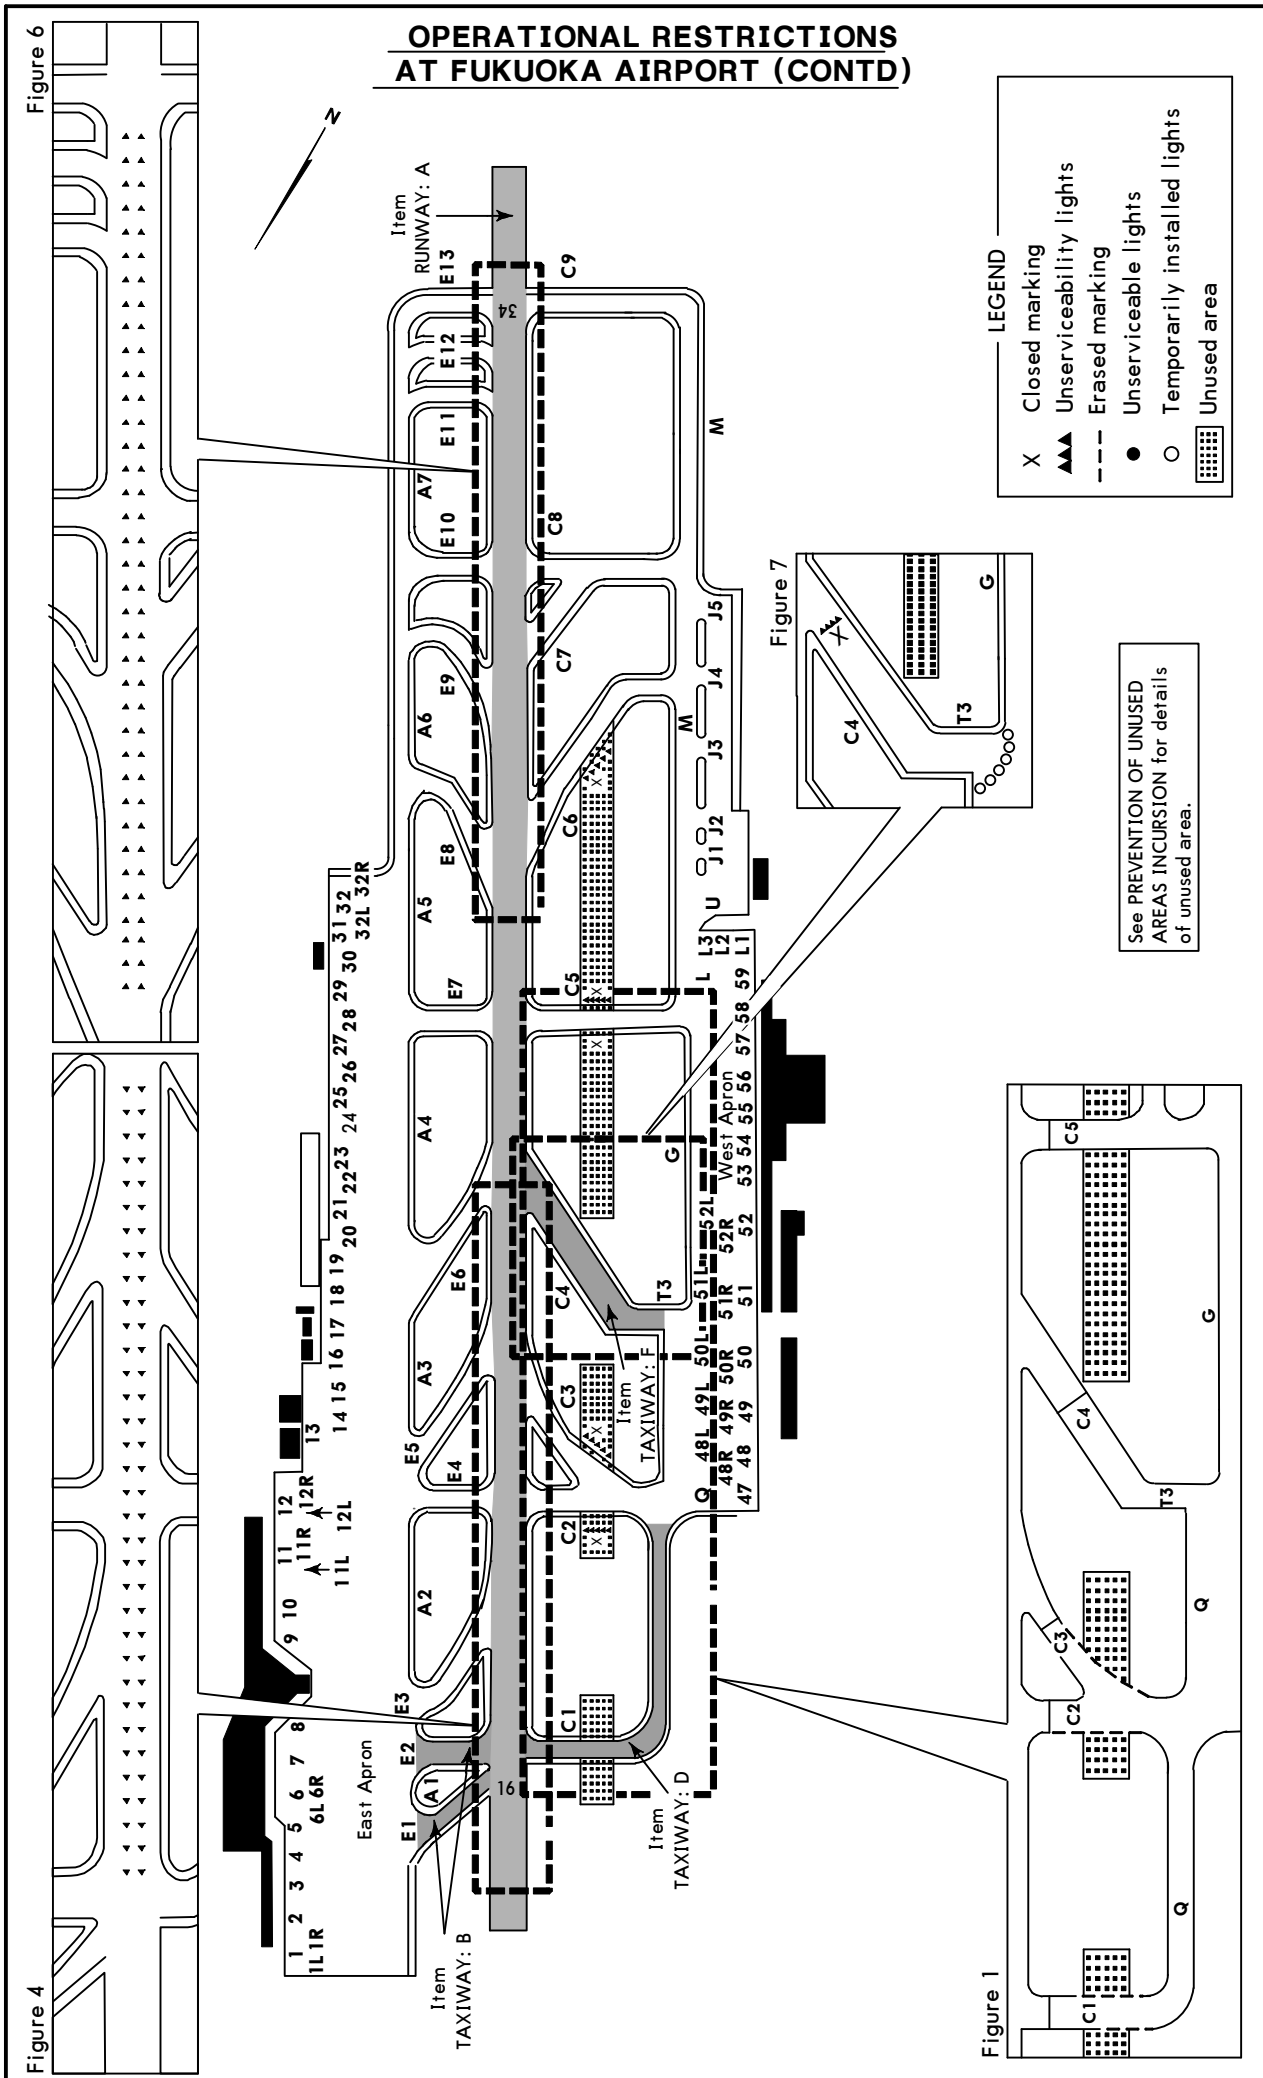 OPERATIONAL RESTRICTIONS
AT FUKUOKA AIRPORT (CONTD)
Figure 6
N
Item
RUNWAY: A
LEGEND
X Closed marking
Unserviceability lights
Erased marking
Unserviceable lights
Temporarily installed lights
Unused area
E13
C9
34
E12
E11
A7
E10
C8
M
E9
A6
C7
J5
J4
M
J3
J2
J1
C6
X
E8
A5
U
32R
32
32L
31
30
29
28
27
26
25
24
23
22
21
20
19
18
17
16
15
14
13
12R
12
12L
11R
11
11L
10
9
8
7
6R
6
6L
5
4
3
2
1R
1
1L
East Apron
E7
C5
X
X
L
L3
L2
L1
59
58
57
56
55
54
53
52
51
50
49
48
47
West Apron
A4
G
52L
52R
51L
51R
50L
50R
49L
49R
48L
48R
Q
E6
C4
T3
A3
C3
X
Item
TAXIWAY: F
E5
E4
C2
X
A2
E3
C1
E2
A1
E1
16
Item
TAXIWAY: D
Item
TAXIWAY: B
Figure 7
X
C4
T3
G
See PREVENTION OF UNUSED
AREAS INCURSION for details
of unused area.
Figure 4
Figure 1
C5
G
C4
T3
C3
Q
C2
C1
Q